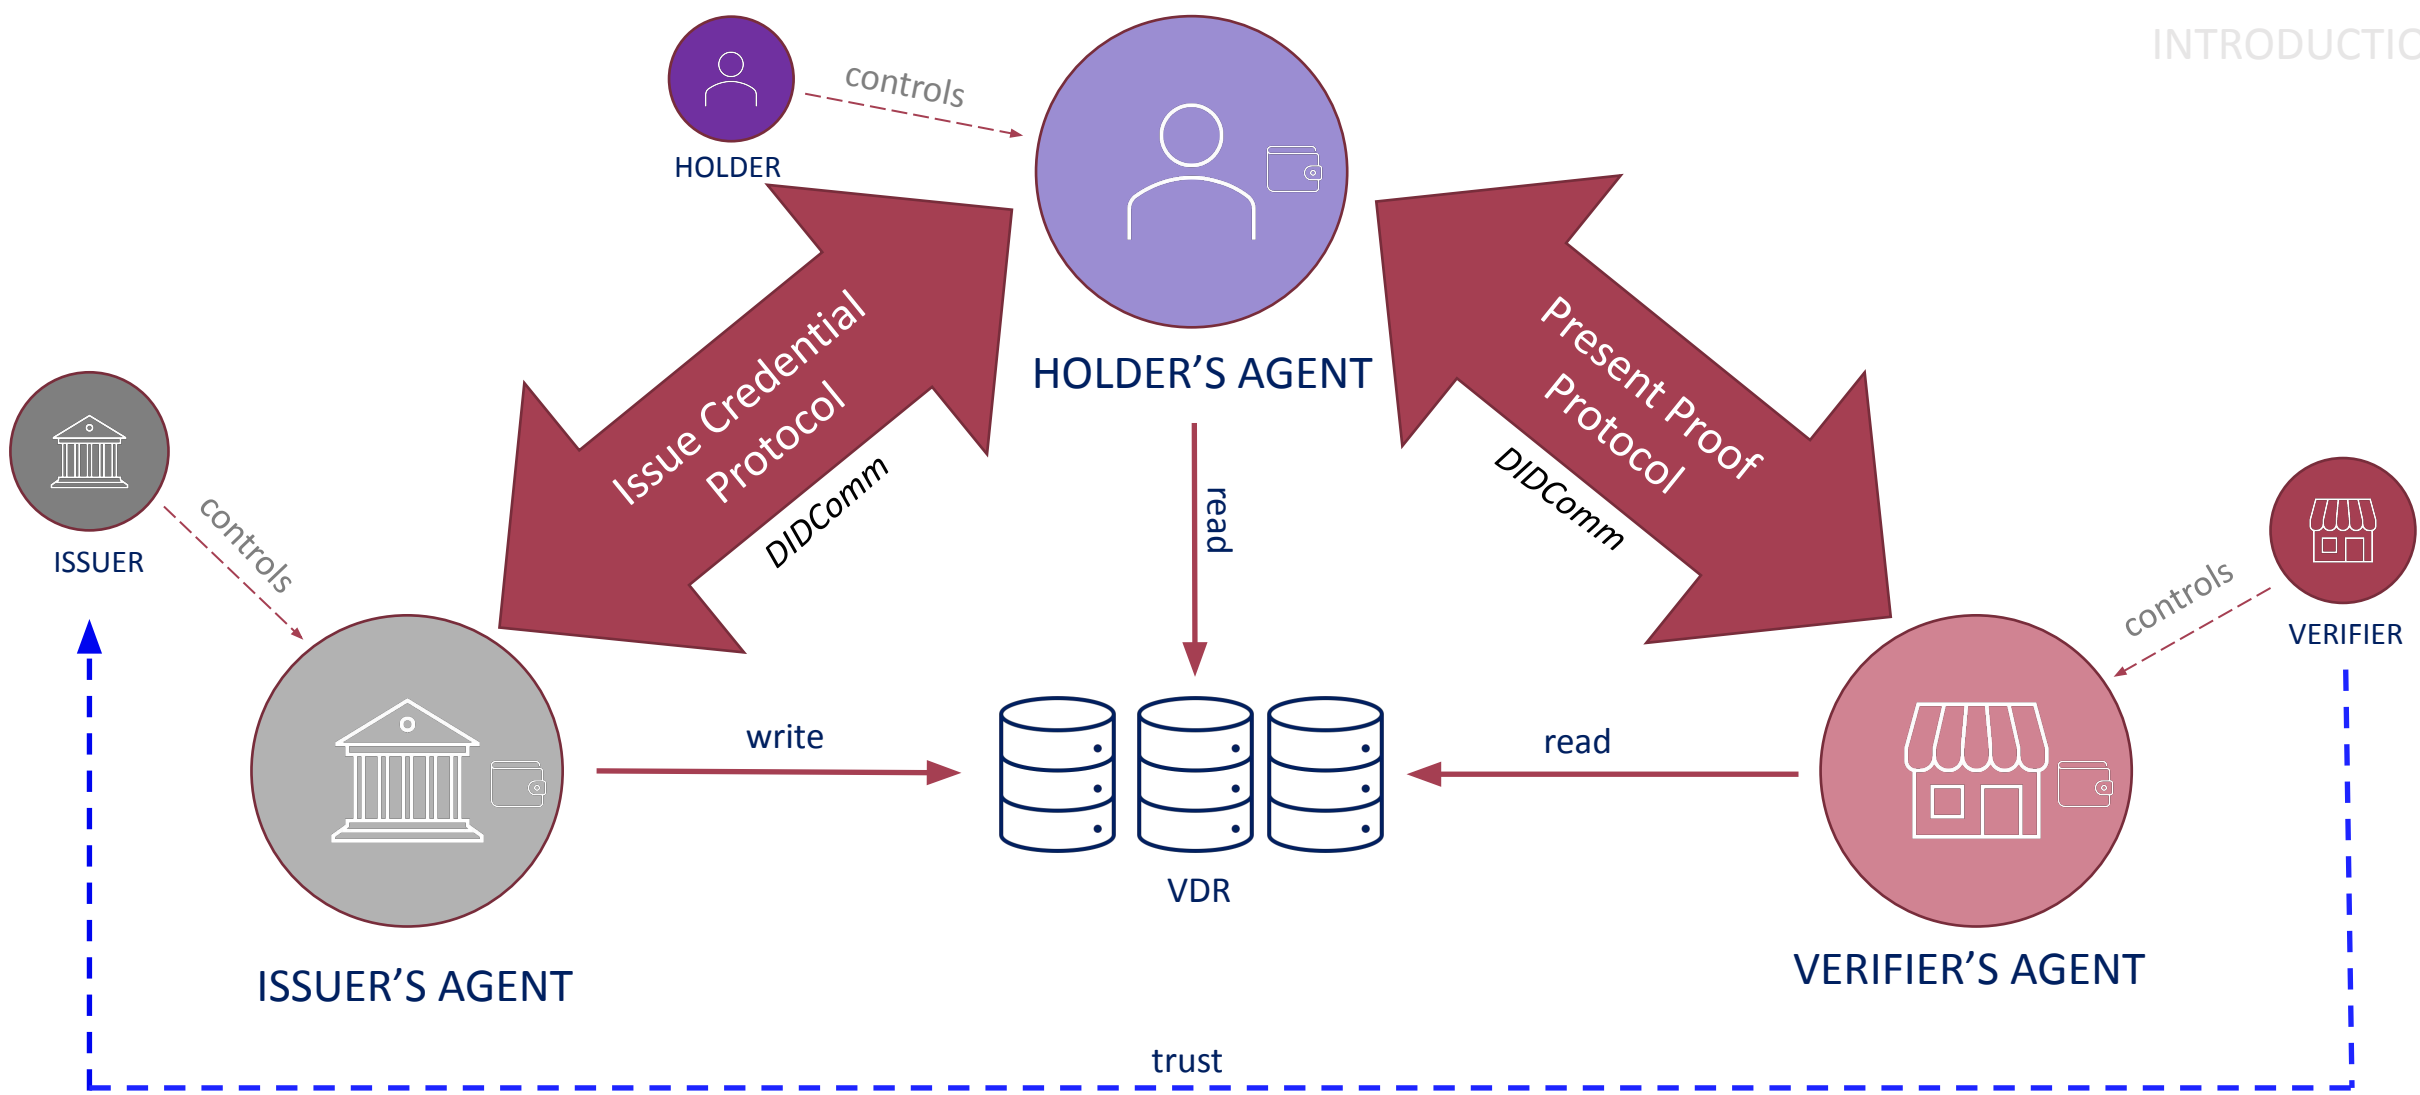 INTRODUCTIO
controls
HOLDER
HOLDER’S AGENT
Issue Credential
Protocol
DIDComm
Present Proof
Protocol
DIDComm
read
controls
ISSUER
controls
VERIFIER
write
read
VDR
ISSUER’S AGENT
VERIFIER’S AGENT
trust